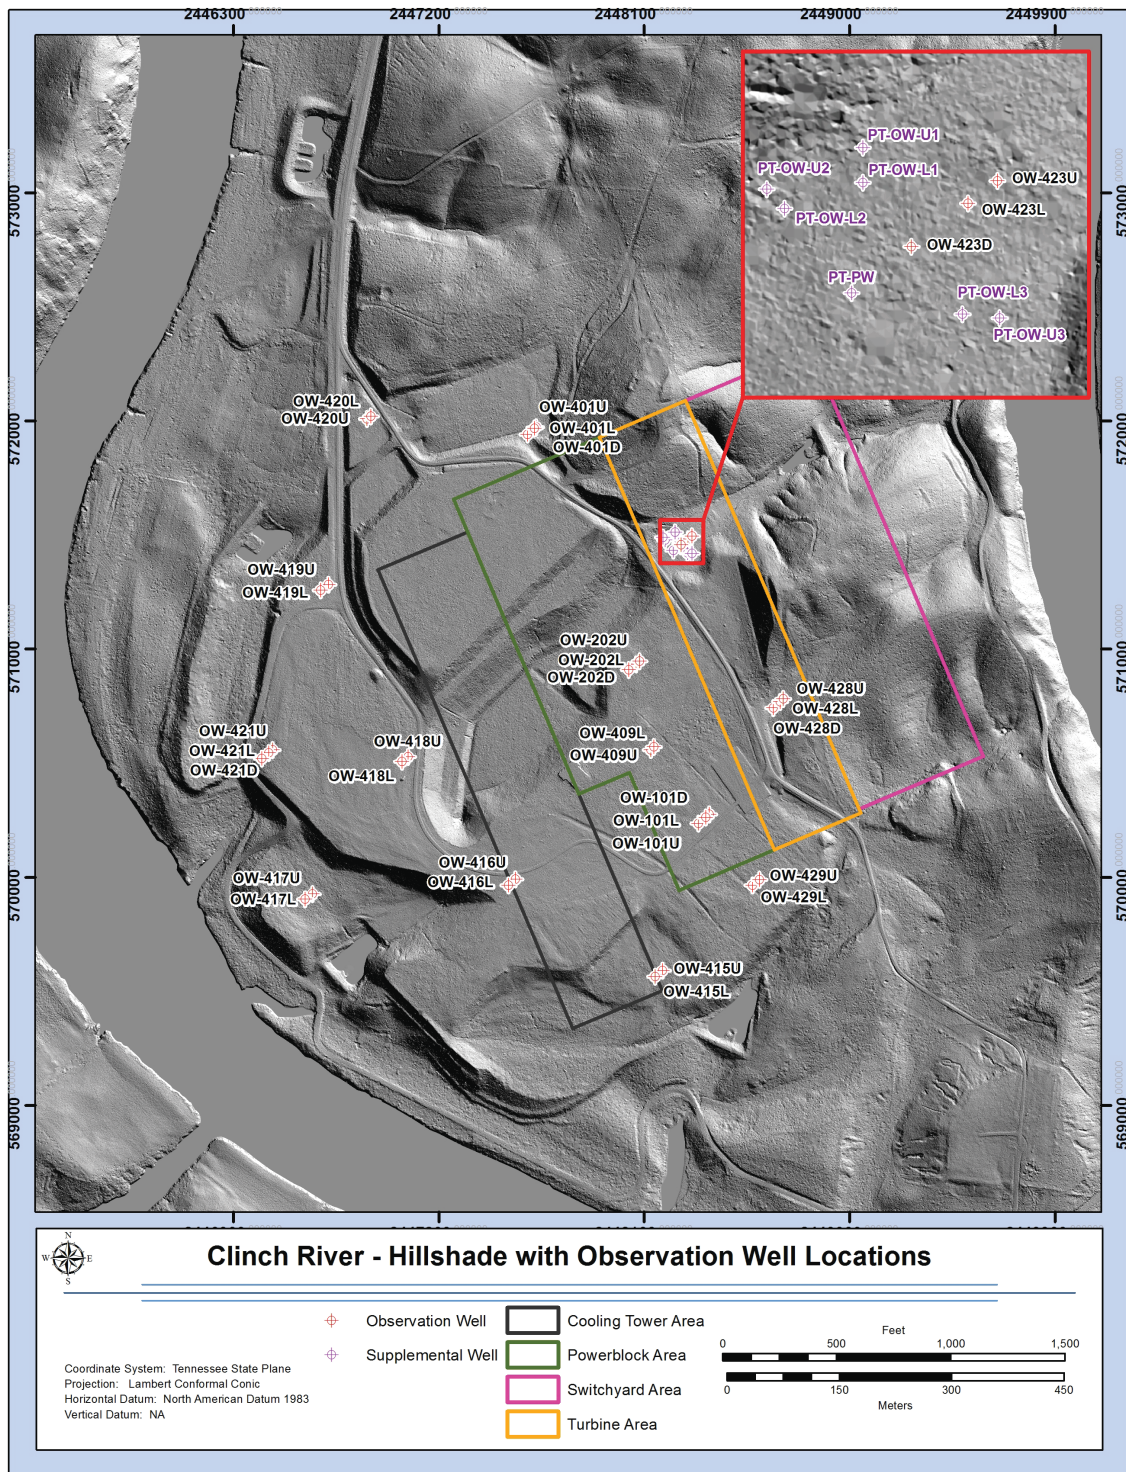 2446300 2447200 2448100 2449000 2449900
573000
572000
571000
570000
569000
573000
572000
571000
570000
569000
PT-OW-U1
PT-OW-U2
PT-OW-L1
OW-423U
PT-OW-L2
OW-423L
OW-423D
PT-PW
PT-OW-L3
PT-OW-U3
OW-420L
OW-420U
OW-401U
OW-401L
OW-401D
OW-419U
OW-419L
OW-202U
OW-202L
OW-202D
OW-428U
OW-428L
OW-428D
OW-421U
OW-421L
OW-421D
OW-418U
OW-418L
OW-409L
OW-409U
OW-101D
OW-101L
OW-101U
OW-416U
OW-416L
OW-417U
OW-417L
OW-429U
OW-429L
OW-415U
OW-415L
N
W E
S
Clinch River - Hillshade with Observation Well Locations
Observation Well
Supplemental Well
Cooling Tower Area
Powerblock Area
Switchyard Area
Turbine Area
Feet
0 500 1,000 1,500
0 150 300 450
Meters
Coordinate System: Tennessee State Plane
Projection: Lambert Conformal Conic
Horizontal Datum: North American Datum 1983
Vertical Datum: NA